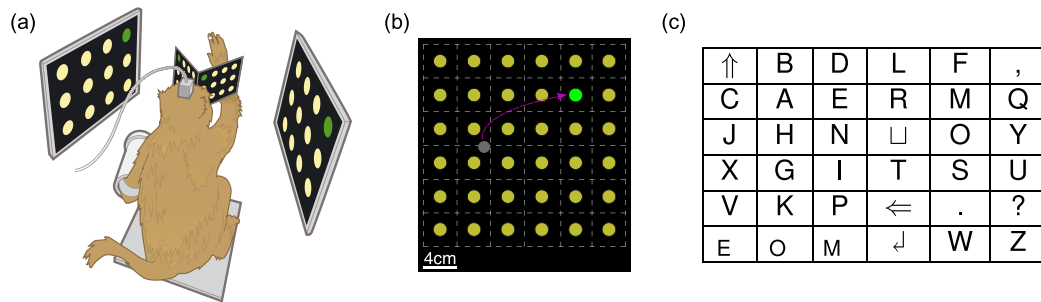 (a) (b) (c)
4cm
⇑ B D L F ,
C A E R M Q
J H N ⊔ O Y
X G I T S U
V K P ⇐ . ?
E O M ↲ W Z